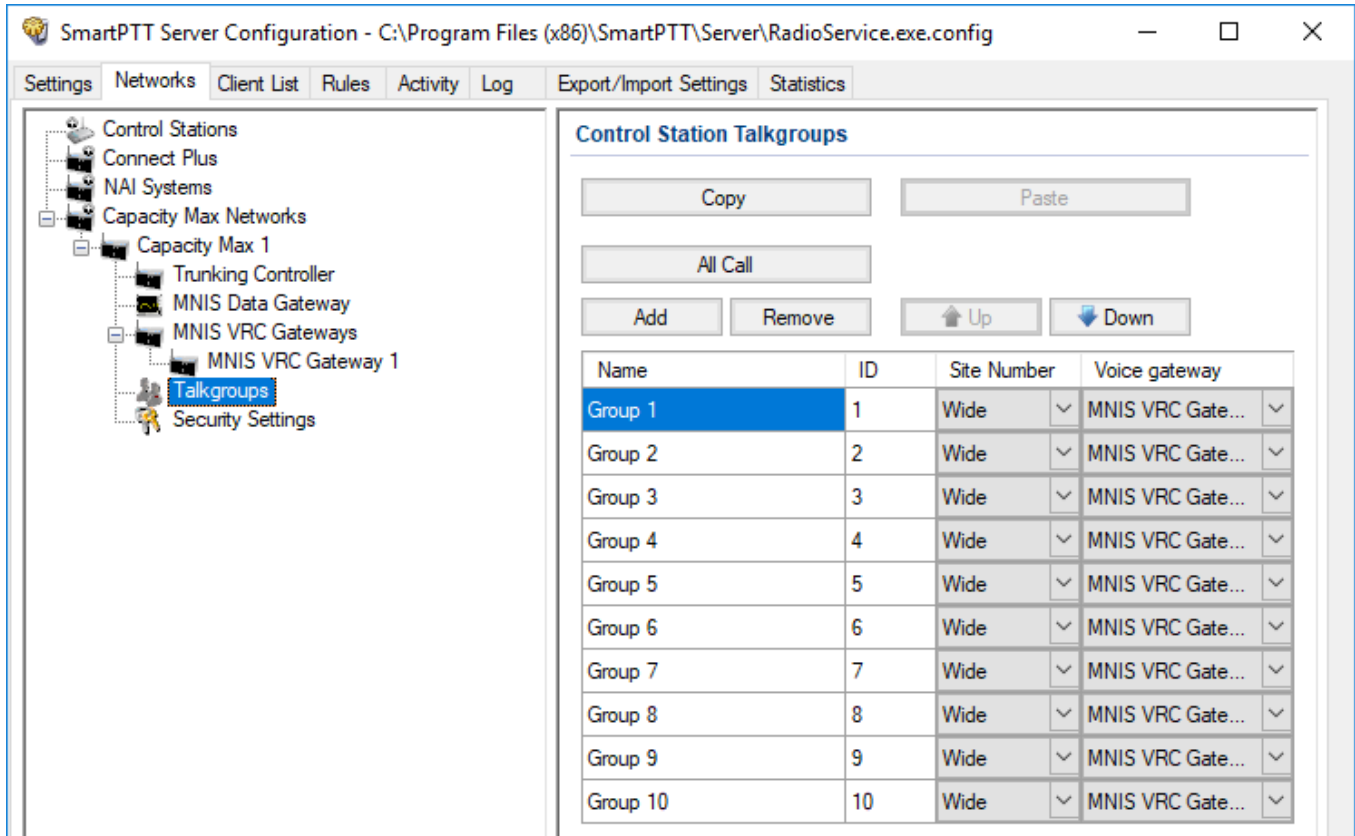 SmartPTT Server Configuration - C:\Program Files (x86)\SmartPTT\Server\RadioService.exe.config
Settings Networks Client List Rules Activity Log Export/Import Settings Statistics
Control Stations
Connect Plus
NAI Systems
Capacity Max Networks
Capacity Max 1
Trunking Controller
MNIS Data Gateway
MNIS VRC Gateways
MNIS VRC Gateway 1
Talkgroups
Security Settings
Control Station Talkgroups
Copy Paste
All Call
Add Remove Up Down
Name ID Site Number Voice gateway
Group 1 1 Wide MNIS VRC Gate...
Group 2 2 Wide MNIS VRC Gate...
Group 3 3 Wide MNIS VRC Gate...
Group 4 4 Wide MNIS VRC Gate...
Group 5 5 Wide MNIS VRC Gate...
Group 6 6 Wide MNIS VRC Gate...
Group 7 7 Wide MNIS VRC Gate...
Group 8 8 Wide MNIS VRC Gate...
Group 9 9 Wide MNIS VRC Gate...
Group 10 10 Wide MNIS VRC Gate...